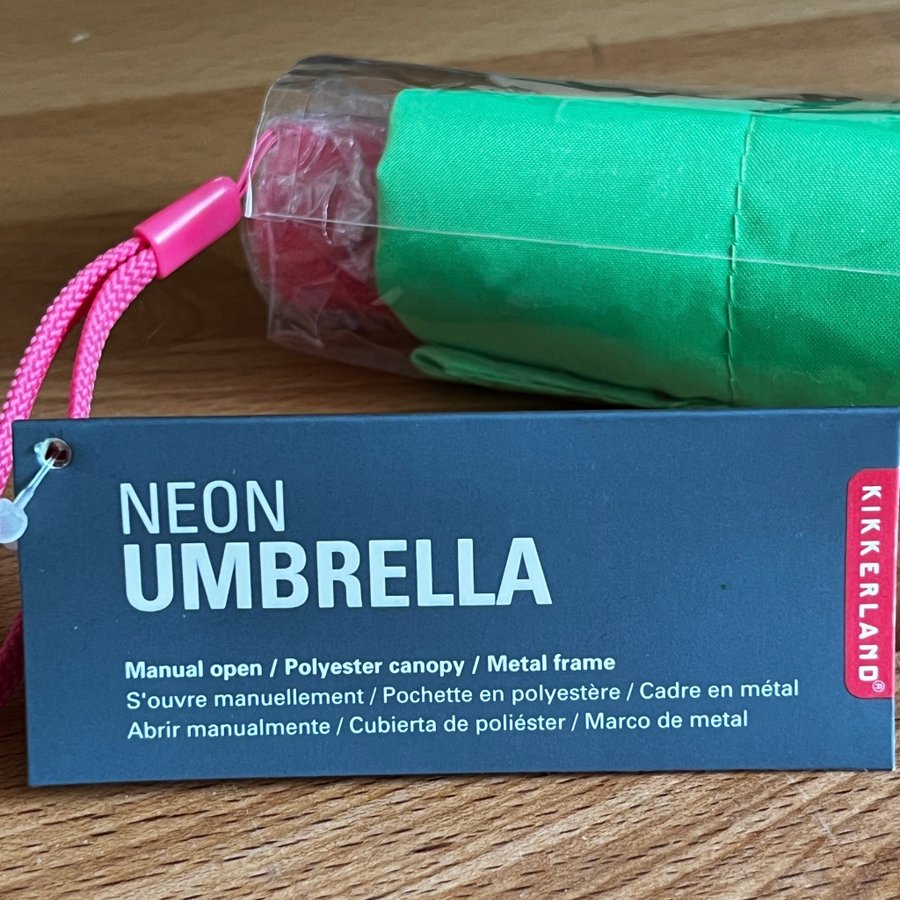 NEON
UMBRELLA
Manual open / Polyester canopy / Metal frame
S'ouvre manuellement / Pochette en polyestère / Cadre en métal
Abrir manualmente / Cubierta de poliéster / Marco de metal
KIKKERLAND®